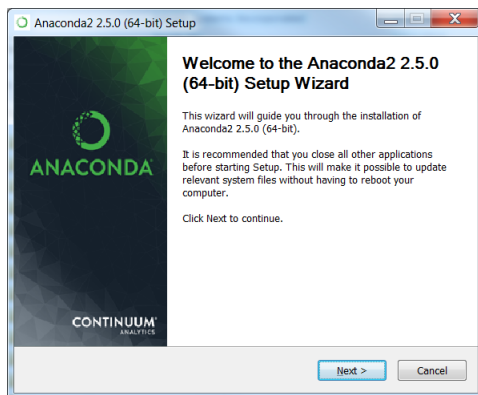 Anaconda2 2.5.0 (64-bit) Setup
Welcome to the Anaconda2 2.5.0
(64-bit) Setup Wizard
This wizard will guide you through the installation of
Anaconda2 2.5.0 (64-bit).
It is recommended that you close all other applications
before starting Setup. This will make it possible to update
relevant system files without having to reboot your
computer.
Click Next to continue.
ANACONDA
CONTINUUM
ANALYTICS
Next >
Cancel